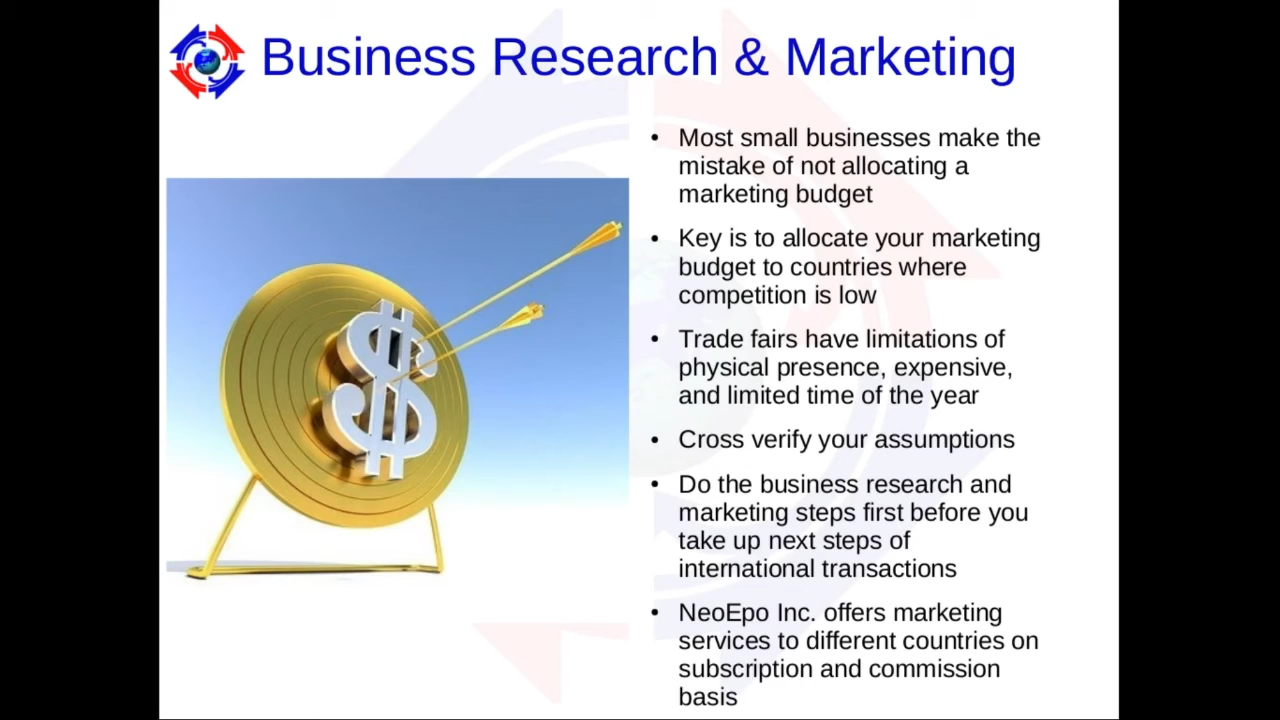 Business Research & Marketing
• Most small businesses make the
mistake of not allocating a
marketing budget
• Key is to allocate your marketing
budget to countries where
competition is low
• Trade fairs have limitations of
physical presence, expensive,
and limited time of the year
• Cross verify your assumptions
• Do the business research and
marketing steps first before you
take up next steps of
international transactions
• NeoEpo Inc. offers marketing
services to different countries on
subscription and commission
basis